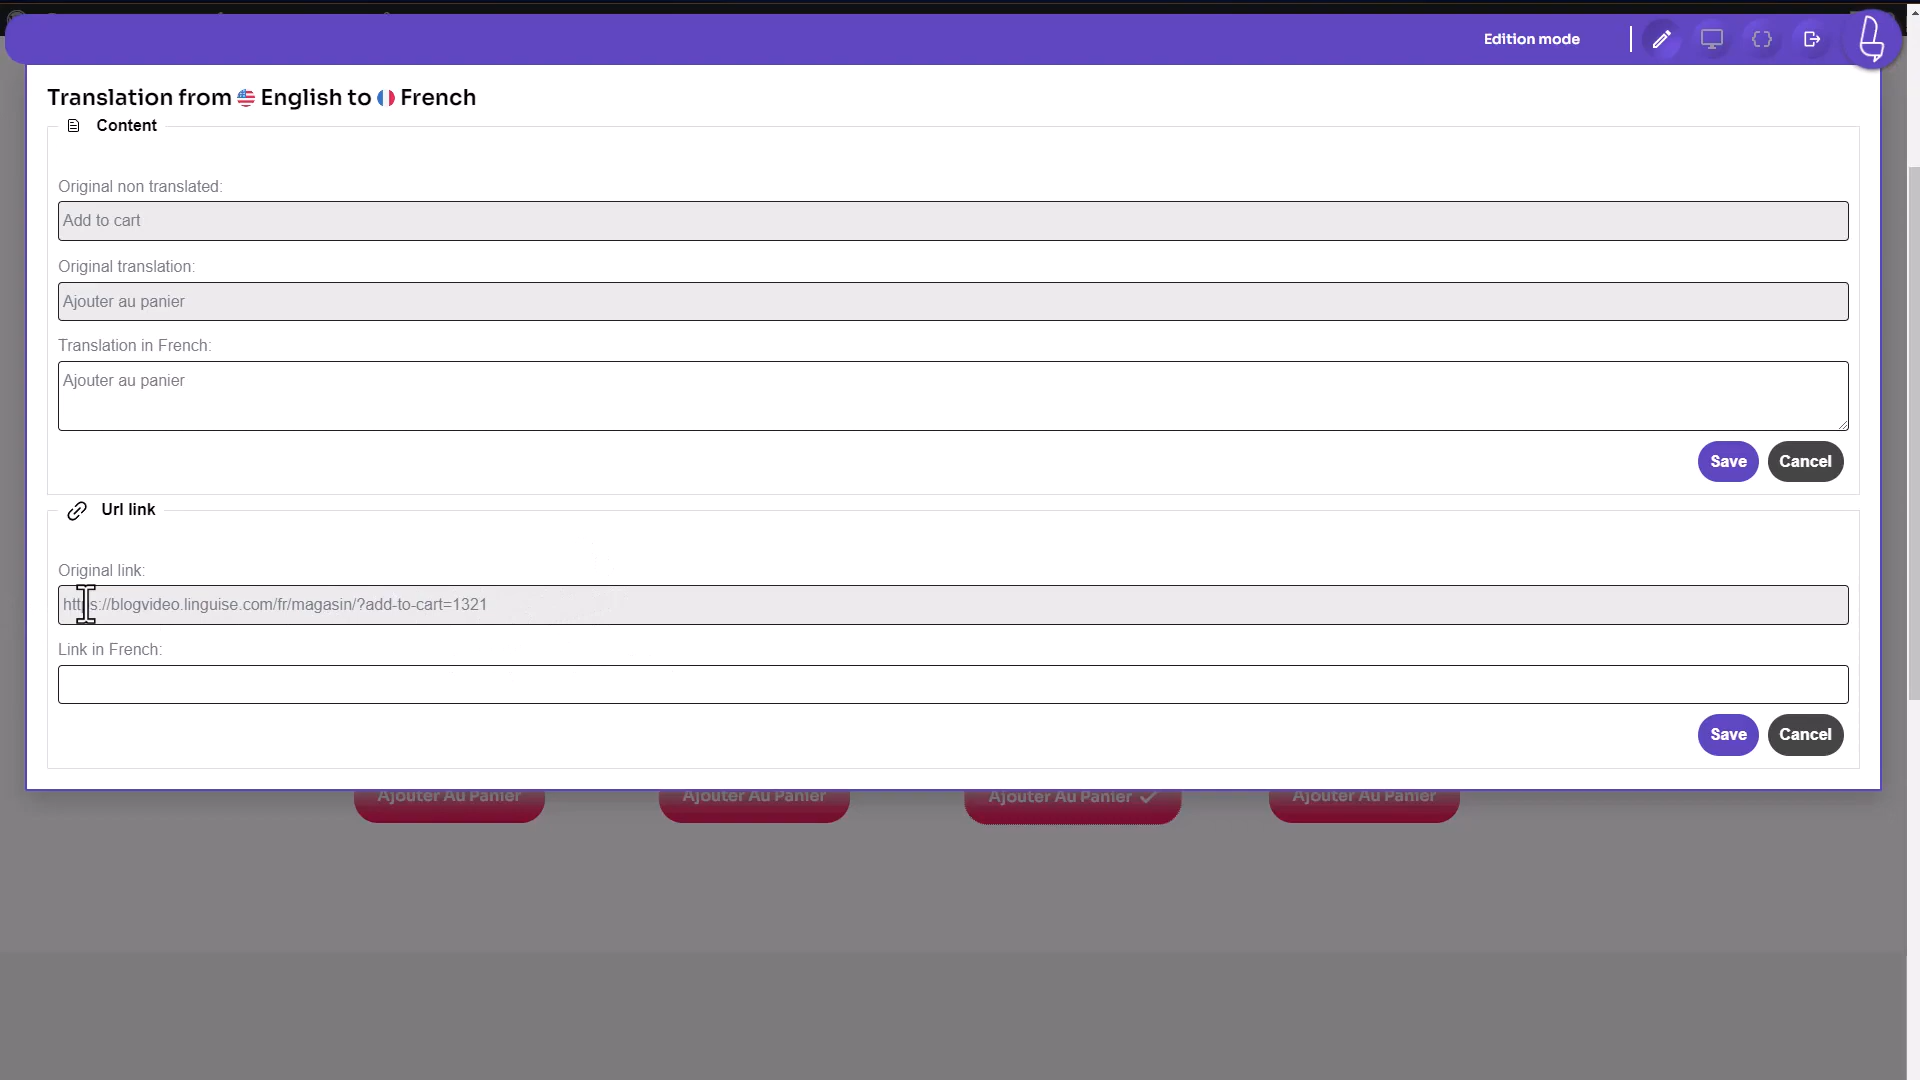 Edition mode
Translation from English to French
Content
Original non translated:
Add to cart
Original translation:
Ajouter au panier
Translation in French:
Ajouter au panier
Save Cancel
Url link
Original link:
https://blogvideo.linguise.com/fr/magasin/?add-to-cart=1321
Link in French:
Save Cancel
Ajouter Au Panier Ajouter Au Panier Ajouter Au Panier Ajouter Au Panier